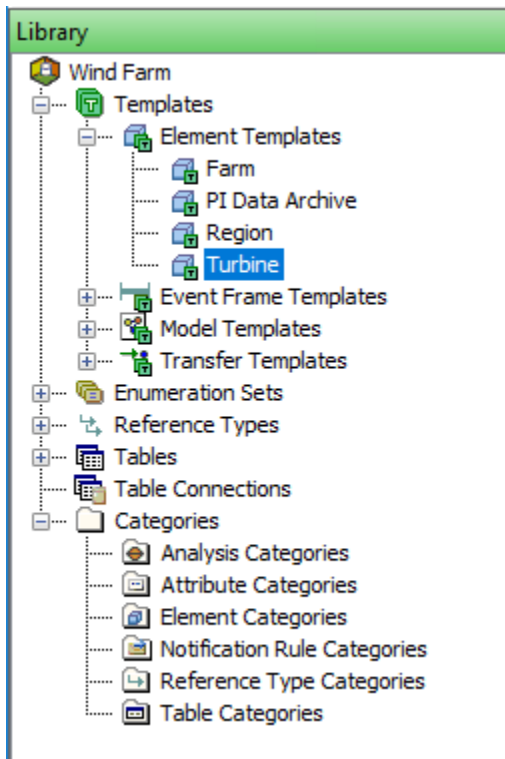 Library
Wind Farm
Templates
Element Templates
Farm
PI Data Archive
Region
Turbine
Event Frame Templates
Model Templates
Transfer Templates
Enumeration Sets
Reference Types
Tables
Table Connections
Categories
Analysis Categories
Attribute Categories
Element Categories
Notification Rule Categories
Reference Type Categories
Table Categories